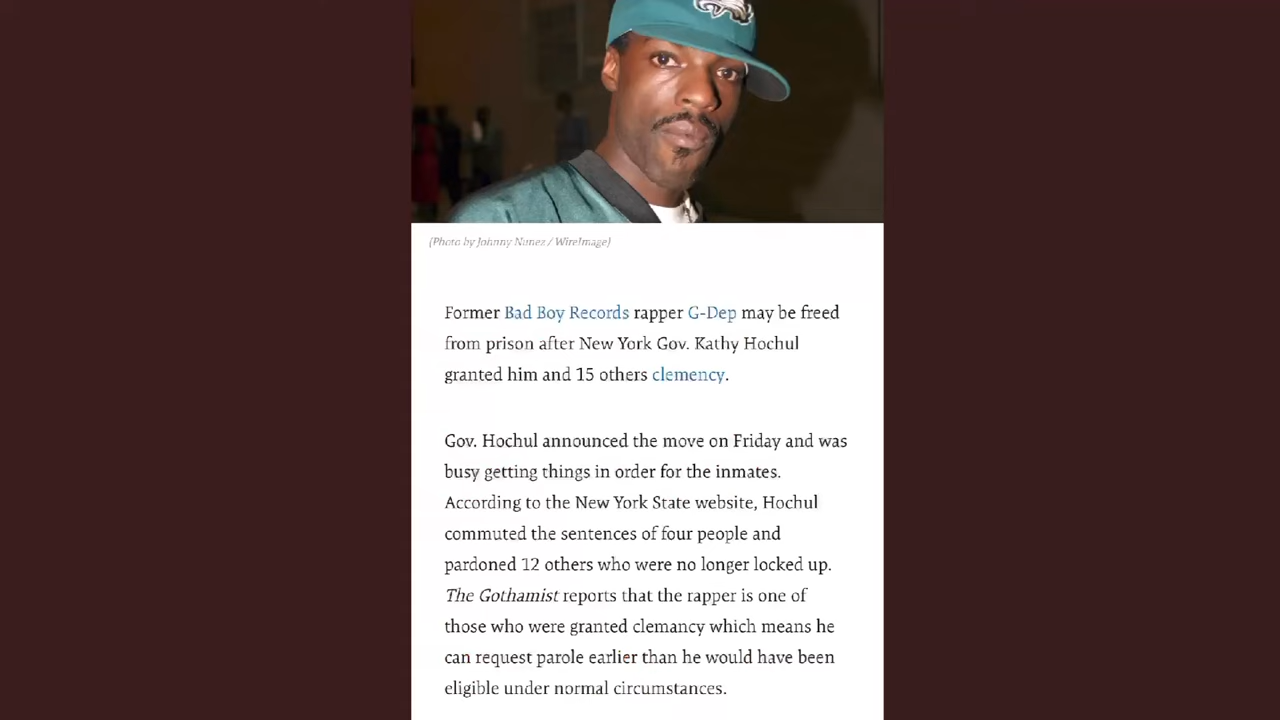 (Photo by Johnny Nunez / WireImage)
Former Bad Boy Records rapper G-Dep may be freed
from prison after New York Gov. Kathy Hochul
granted him and 15 others clemency.
Gov. Hochul announced the move on Friday and was
busy getting things in order for the inmates.
According to the New York State website, Hochul
commuted the sentences of four people and
pardoned 12 others who were no longer locked up.
The Gothamist reports that the rapper is one of
those who were granted clemancy which means he
can request parole earlier than he would have been
eligible under normal circumstances.